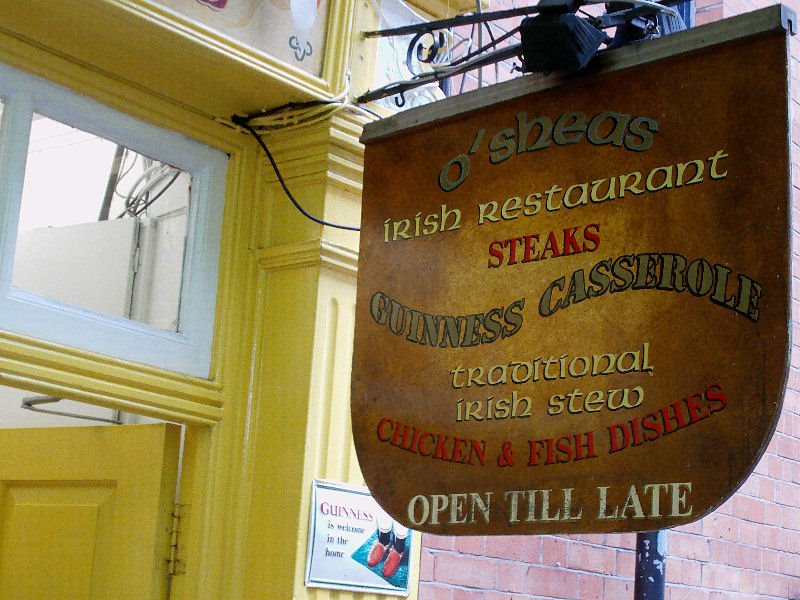 O'Sheas
irish restaurant
STEAKS
GUINNESS CASSEROLE
traditional
irish stew
CHICKEN & FISH DISHES
OPEN TILL LATE
GUINNESS
is welcome
in the
home